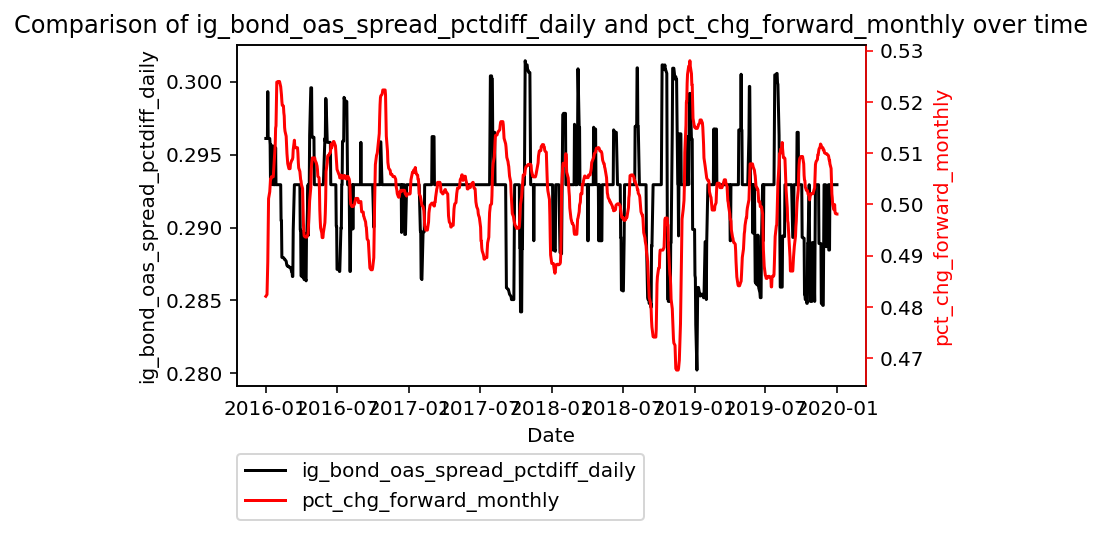 Comparison of ig_bond_oas_spread_pctdiff_daily and pct_chg_forward_monthly over time
ig_bond_oas_spread_pctdiff_daily
0.300
0.295
0.290
0.285
0.280
0.53
0.52
0.51
0.50
0.49
0.48
0.47
pct_chg_forward_monthly
2016-01 2016-07 2017-01 2017-07 2018-01 2018-07 2019-01 2019-07 2020-01
Date
ig_bond_oas_spread_pctdiff_daily
pct_chg_forward_monthly